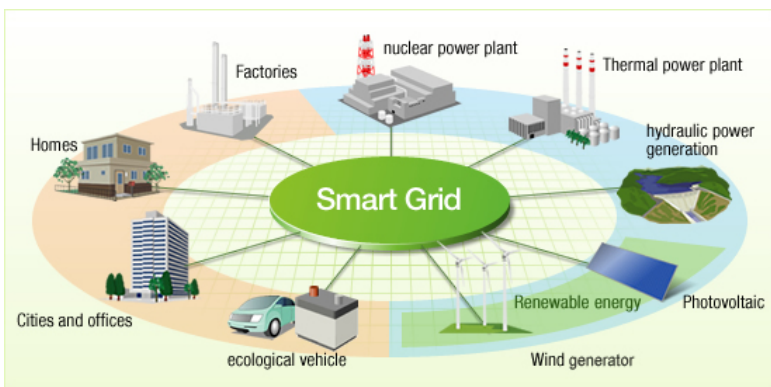 nuclear power plant
Factories
Thermal power plant
Homes
hydraulic power
generation
Smart Grid
Renewable energy
Photovoltaic
Cities and offices
ecological vehicle
Wind generator